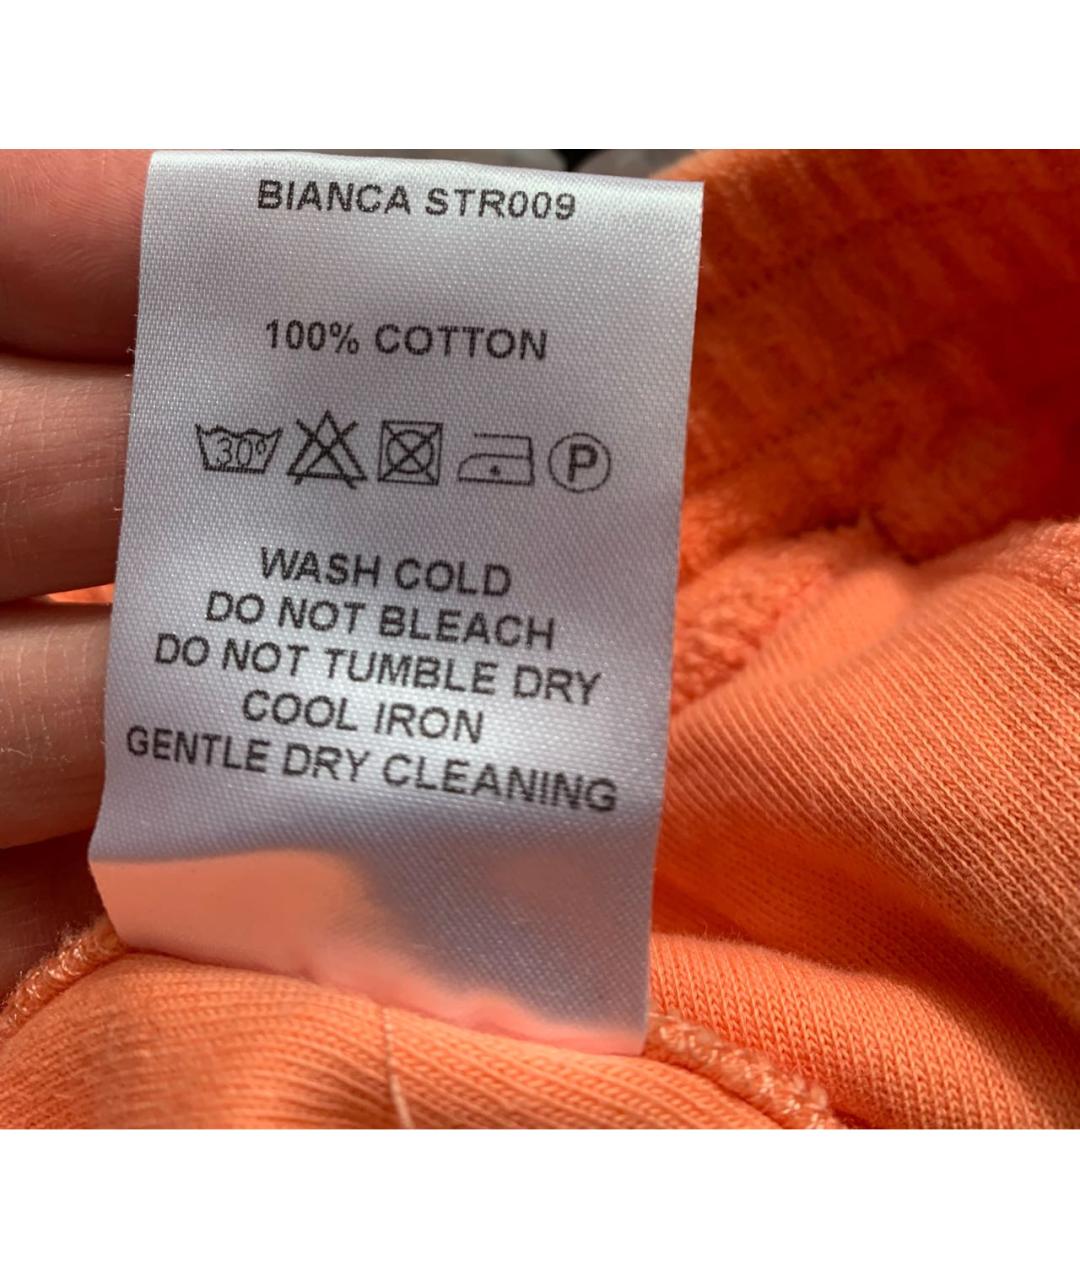 BIANCA STR009
100% COTTON
30° P
WASH COLD
DO NOT BLEACH
DO NOT TUMBLE DRY
COOL IRON
GENTLE DRY CLEANING